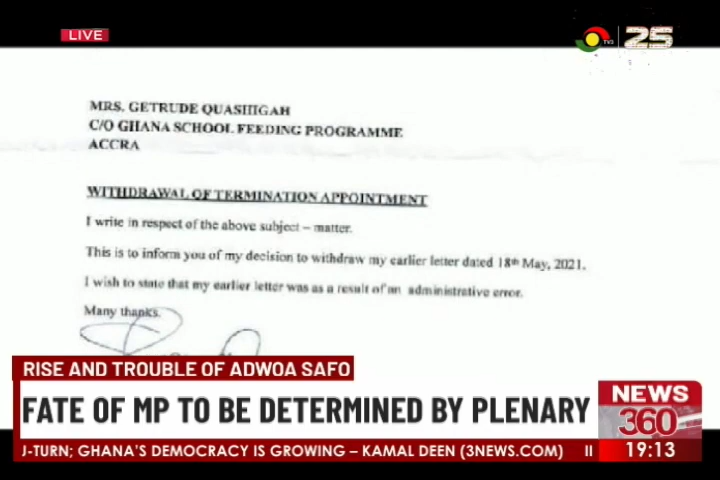 LIVE
TV3
25
MRS. GETRUDE QUASHIGAH
C/O GHANA SCHOOL FEEDING PROGRAMME
ACCRA
WITHDRAWAL OF TERMINATION APPOINTMENT
I write in respect of the above subject – matter.
This is to inform you of my decision to withdraw my earlier letter dated 18th May, 2021.
I wish to state that my earlier letter was as a result of an administrative error.
Many thanks.
RISE AND TROUBLE OF ADWOA SAFO
FATE OF MP TO BE DETERMINED BY PLENARY
NEWS
360
J-TURN; GHANA'S DEMOCRACY IS GROWING – KAMAL DEEN (3NEWS.COM) II
19:13